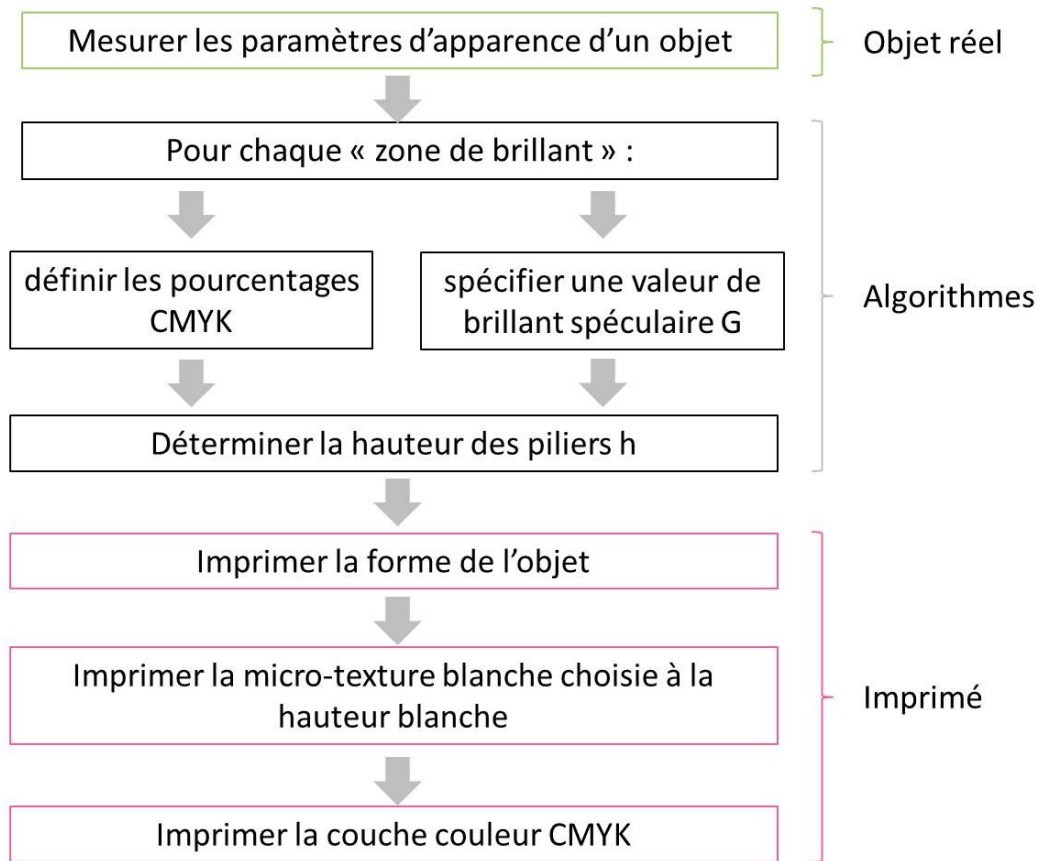 Mesurer les paramètres d’apparence d’un objet
Objet réel
Pour chaque « zone de brillant » :
définir les pourcentages
CMYK
spécifier une valeur de
brillant spéculaire G
Algorithmes
Déterminer la hauteur des piliers h
Imprimer la forme de l’objet
Imprimer la micro-texture blanche choisie à la
hauteur blanche
Imprimé
Imprimer la couche couleur CMYK